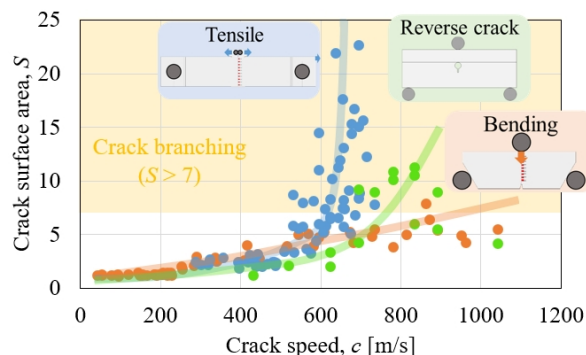 25
20
15
10
5
0
Crack surface area, S
Tensile
Reverse crack
Bending
Crack branching
(S > 7)
0 200 400 600 800 1000 1200
Crack speed, c [m/s]